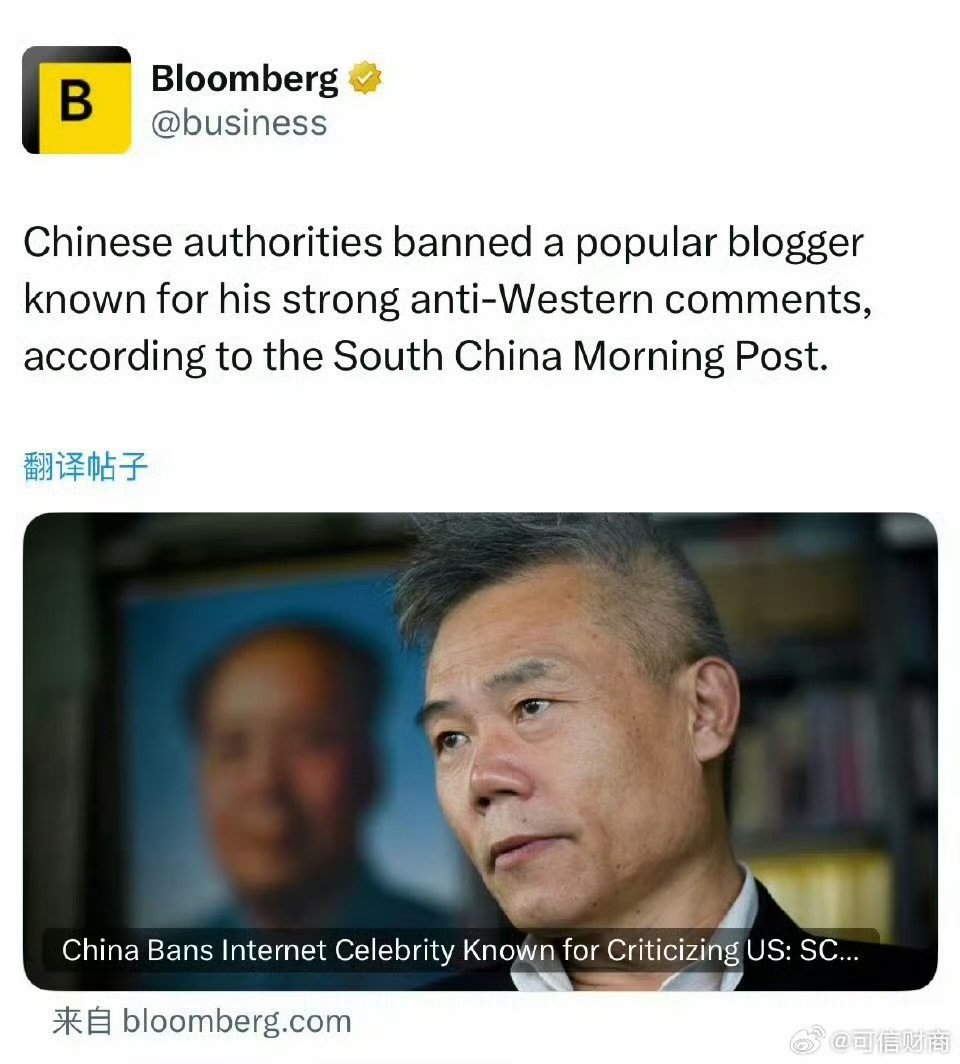 B
Bloomberg
@business
Chinese authorities banned a popular blogger
known for his strong anti-Western comments,
according to the South China Morning Post.
翻译帖子
China Bans Internet Celebrity Known for Criticizing US: SC...
来自 bloomberg.com
@可信财商